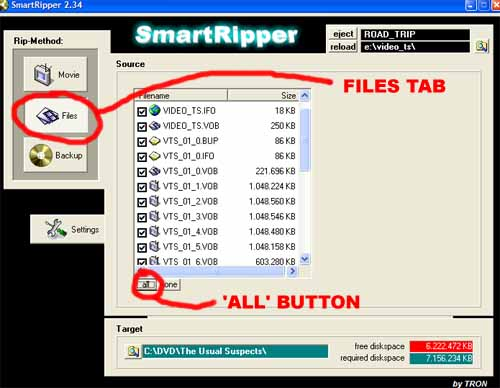 SmartRipper 2.34
Rip-Method:
SmartRipper
eject ROAD_TRIP
reload e:\video_ts\
Movie
Source
FILES TAB
Files
Filename Size
VIDEO_TS.IFO 18 KB
VIDEO_TS.VOB 250 KB
VTS_01_0.BUP 86 KB
VTS_01_0.IFO 86 KB
VTS_01_0.VOB 221.696 KB
VTS_01_1.VOB 1.048.224 KB
VTS_01_2.VOB 1.048.560 KB
VTS_01_3.VOB 1.048.546 KB
VTS_01_4.VOB 1.048.480 KB
VTS_01_5.VOB 1.048.158 KB
VTS_01_6.VOB 603.280 KB
Backup
Settings
all none
'ALL' BUTTON
Target
C:\DVD\The Usual Suspects\
free diskspace 6.222.472 KB
required diskspace 7.156.234 KB
by TRON